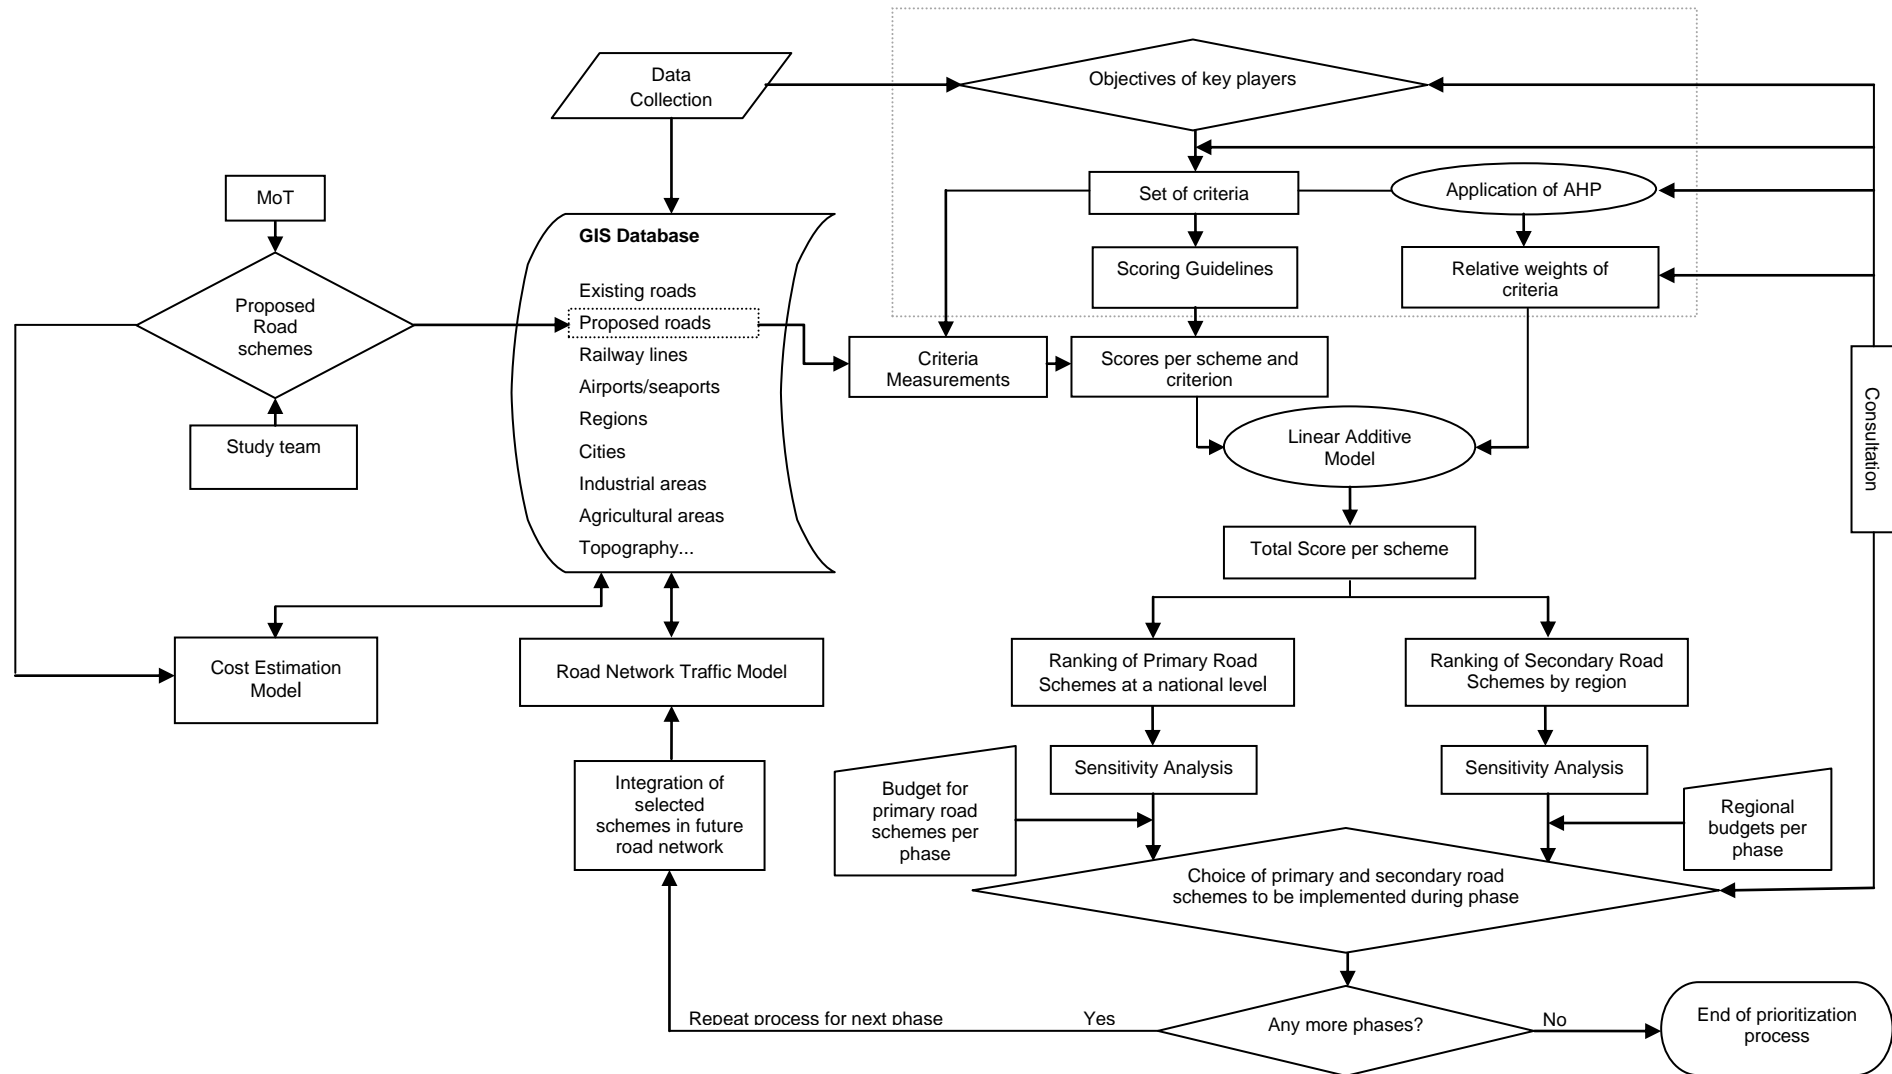 Data
Collection
Objectives of key players
MoT
Set of criteria
Application of AHP
GIS Database
Scoring Guidelines
Relative weights of
criteria
Proposed
Road
schemes
Existing roads
Proposed roads
Railway lines
Airports/seaports
Regions
Cities
Industrial areas
Agricultural areas
Topography...
Criteria
Measurements
Scores per scheme and
criterion
Consultation
Study team
Linear Additive
Model
Total Score per scheme
Cost Estimation
Model
Road Network Traffic Model
Ranking of Primary Road
Schemes at a national level
Ranking of Secondary Road
Schemes by region
Sensitivity Analysis
Sensitivity Analysis
Integration of
selected
schemes in future
road network
Budget for
primary road
schemes per
phase
Regional
budgets per
phase
Choice of primary and secondary road
schemes to be implemented during phase
Repeat process for next phase
Yes
Any more phases?
No
End of prioritization
process